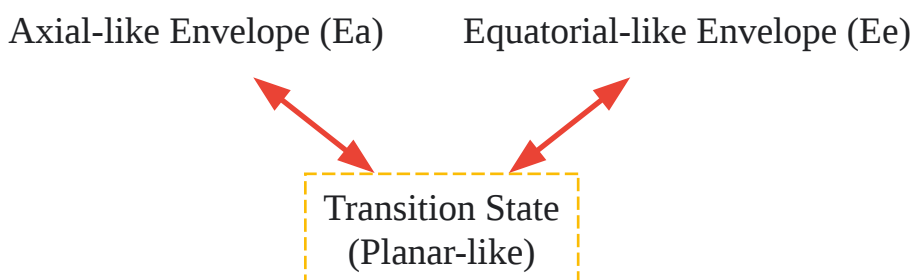 Axial-like Envelope (Ea)
Equatorial-like Envelope (Ee)
Transition State
(Planar-like)